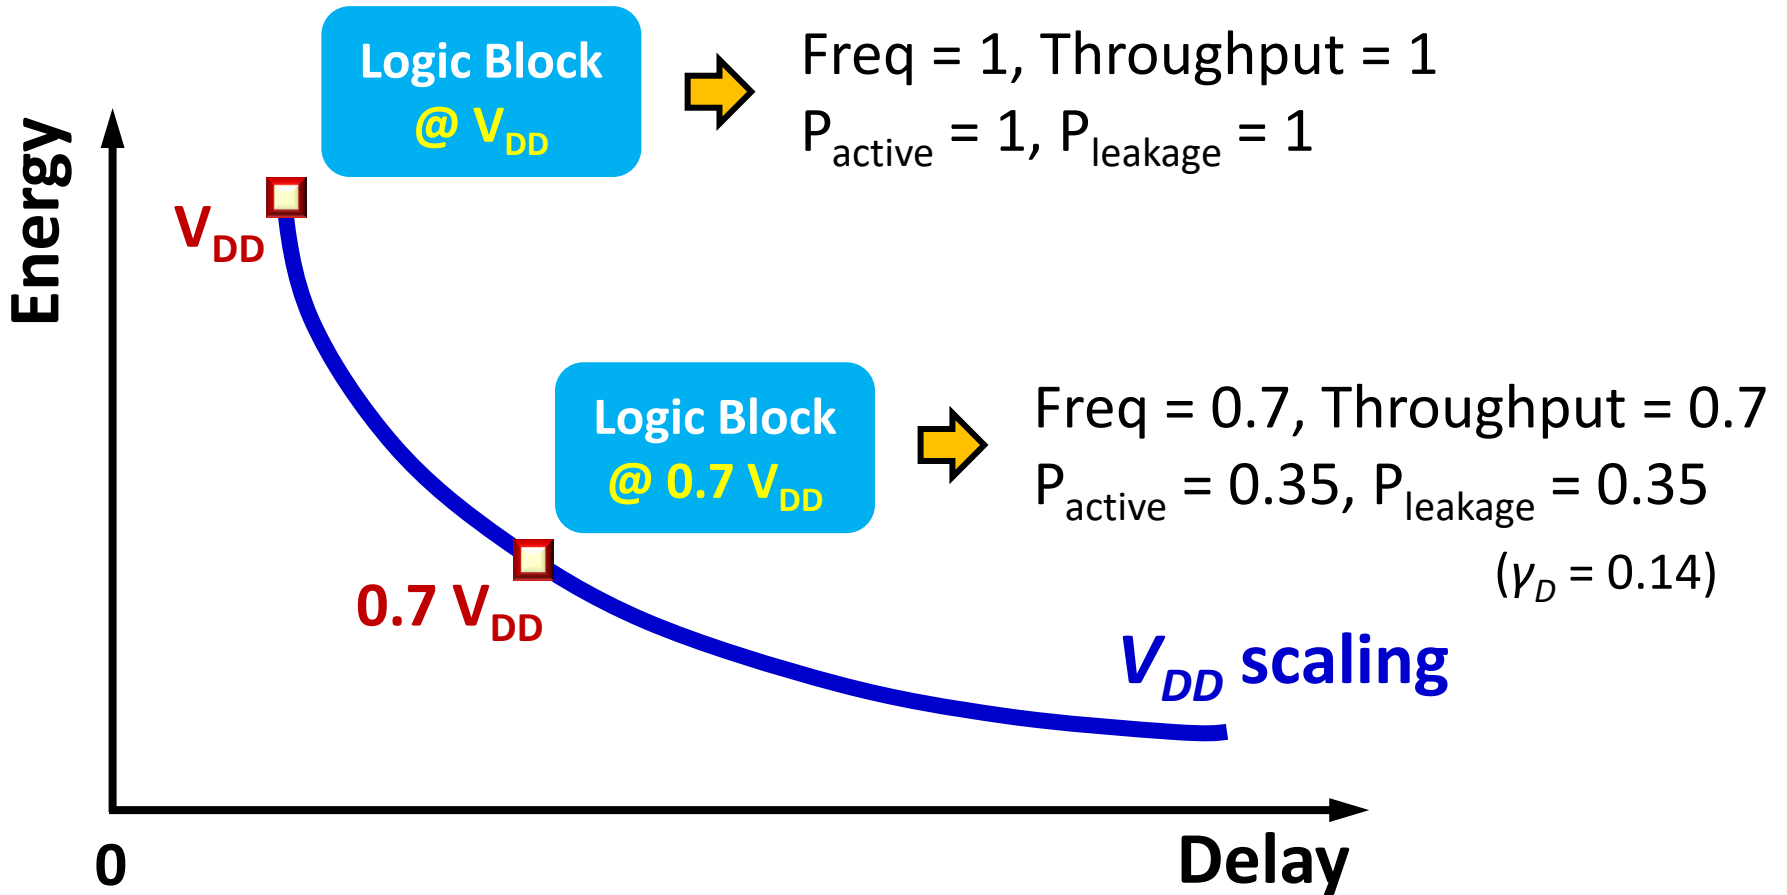 Logic Block
@ VDD
Freq = 1, Throughput = 1
Pactive = 1, Pleakage = 1
Energy
VDD
Logic Block
@ 0.7 VDD
Freq = 0.7, Throughput = 0.7
Pactive = 0.35, Pleakage = 0.35
(γD = 0.14)
0.7 VDD
VDD scaling
0
Delay